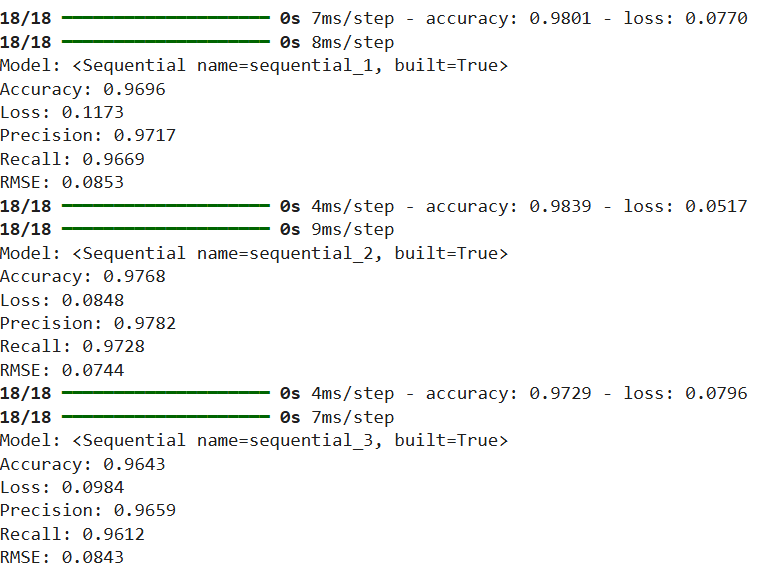 18/18 ━━━━━━━━━━━━━━━━━━━━ 0s 7ms/step - accuracy: 0.9801 - loss: 0.0770
18/18 ━━━━━━━━━━━━━━━━━━━━ 0s 8ms/step
Model: <Sequential name=sequential_1, built=True>
Accuracy: 0.9696
Loss: 0.1173
Precision: 0.9717
Recall: 0.9669
RMSE: 0.0853
18/18 ━━━━━━━━━━━━━━━━━━━━ 0s 4ms/step - accuracy: 0.9839 - loss: 0.0517
18/18 ━━━━━━━━━━━━━━━━━━━━ 0s 9ms/step
Model: <Sequential name=sequential_2, built=True>
Accuracy: 0.9768
Loss: 0.0848
Precision: 0.9782
Recall: 0.9728
RMSE: 0.0744
18/18 ━━━━━━━━━━━━━━━━━━━━ 0s 4ms/step - accuracy: 0.9729 - loss: 0.0796
18/18 ━━━━━━━━━━━━━━━━━━━━ 0s 7ms/step
Model: <Sequential name=sequential_3, built=True>
Accuracy: 0.9643
Loss: 0.0984
Precision: 0.9659
Recall: 0.9612
RMSE: 0.0843